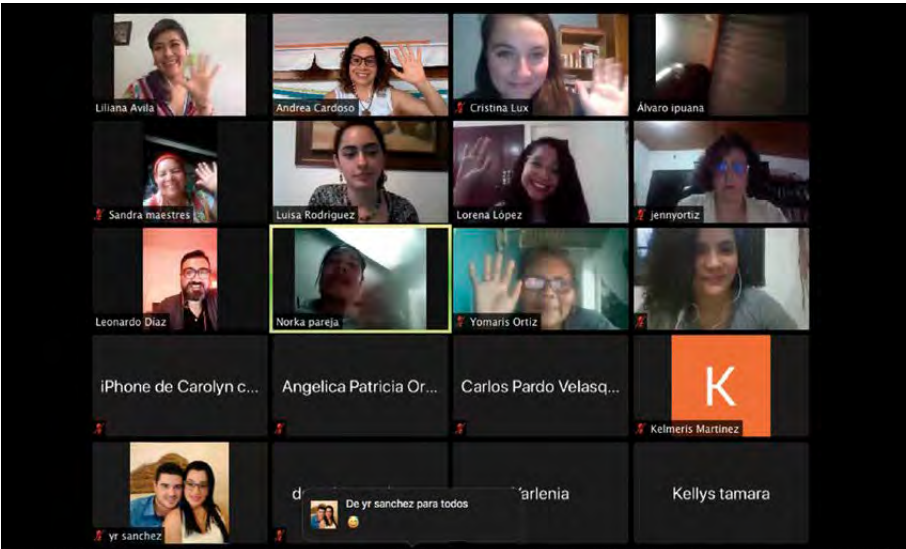 Liliana Avila
Andrea Cardoso
Cristina Lux
Álvaro ipuana
Sandra maestres
Luisa Rodriguez
Lorena López
jennyortiz
Leonardo Díaz
Norka pareja
Yomaris Ortiz
iPhone de Carolyn c...
Angelica Patricia Or...
Carlos Pardo Velasq...
K
Kelmeris Martinez
yr sanchez
De yr sanchez para todos
Kellys tamara